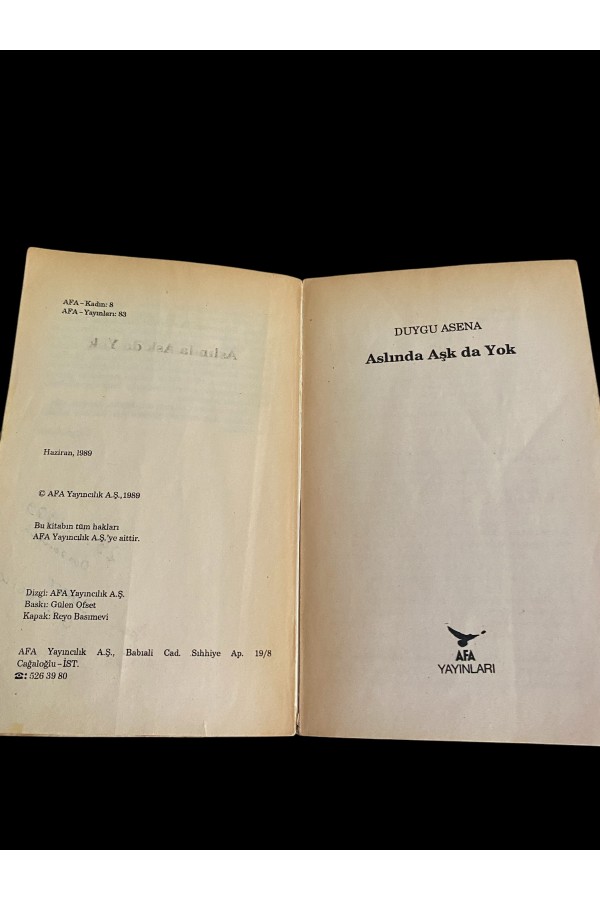 AFA – Kadın: 8
AFA – Yayınları: 83
Haziran, 1989
© AFA Yayıncılık A.Ş., 1989
Bu kitabın tüm hakları
AFA Yayıncılık A.Ş.'ye aittir.
Dizgi: AFA Yayıncılık A.Ş.
Baskı: Gülen Ofset
Kapak: Reyo Basımevi
AFA Yayıncılık A.Ş., Babıali Cad. Sıhhiye Ap. 19/8
Cağaloğlu – İST.
☎: 526 39 80
DUYGU ASENA
Aslında Aşk da Yok
AFA
YAYINLARI